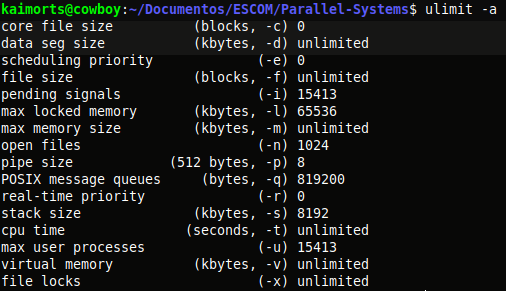 kaimorts@cowboy:~/Documentos/ESCOM/Parallel-Systems$ ulimit -a
core file size          (blocks, -c) 0
data seg size           (kbytes, -d) unlimited
scheduling priority             (-e) 0
file size               (blocks, -f) unlimited
pending signals                 (-i) 15413
max locked memory       (kbytes, -l) 65536
max memory size         (kbytes, -m) unlimited
open files                      (-n) 1024
pipe size            (512 bytes, -p) 8
POSIX message queues     (bytes, -q) 819200
real-time priority              (-r) 0
stack size              (kbytes, -s) 8192
cpu time               (seconds, -t) unlimited
max user processes              (-u) 15413
virtual memory          (kbytes, -v) unlimited
file locks                      (-x) unlimited